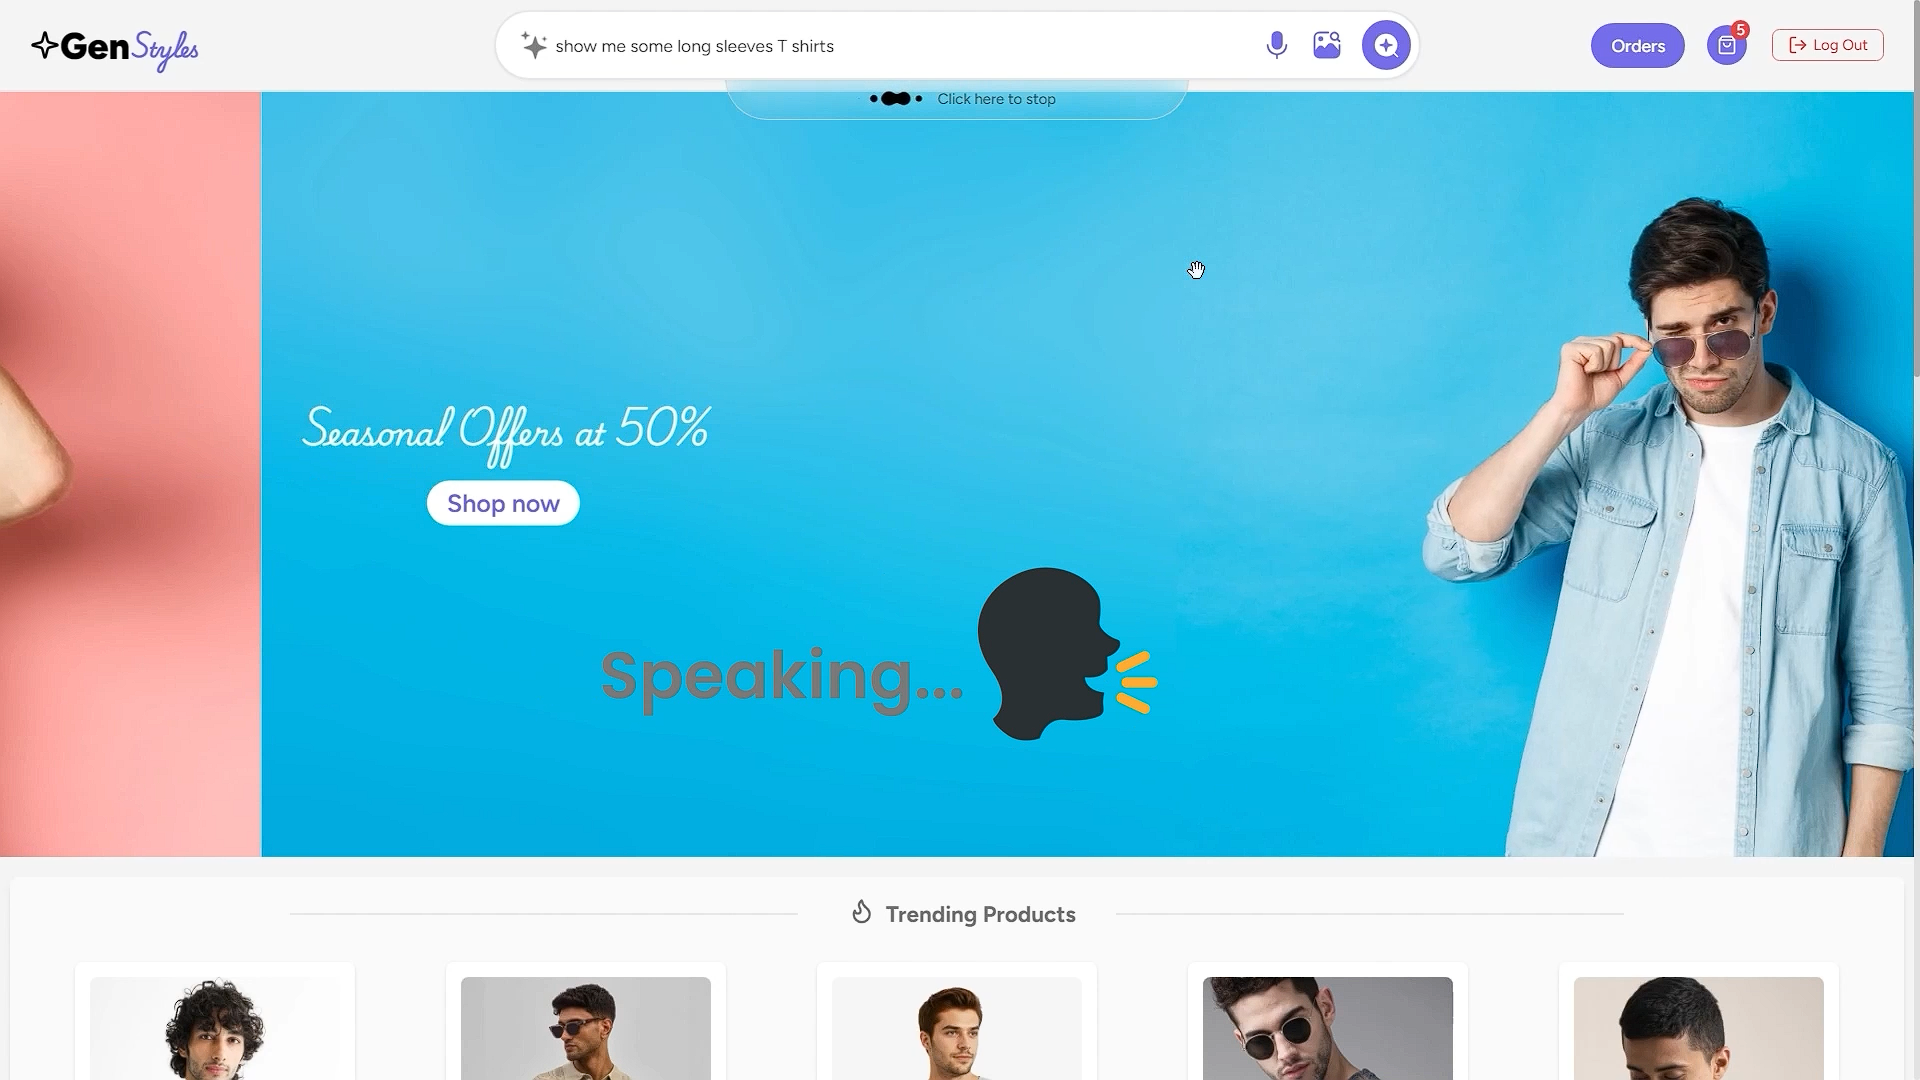 GenStyles
show me some long sleeves T shirts
Orders
5
Log Out
Click here to stop
Seasonal Offers at 50%
Shop now
Speaking...
Trending Products